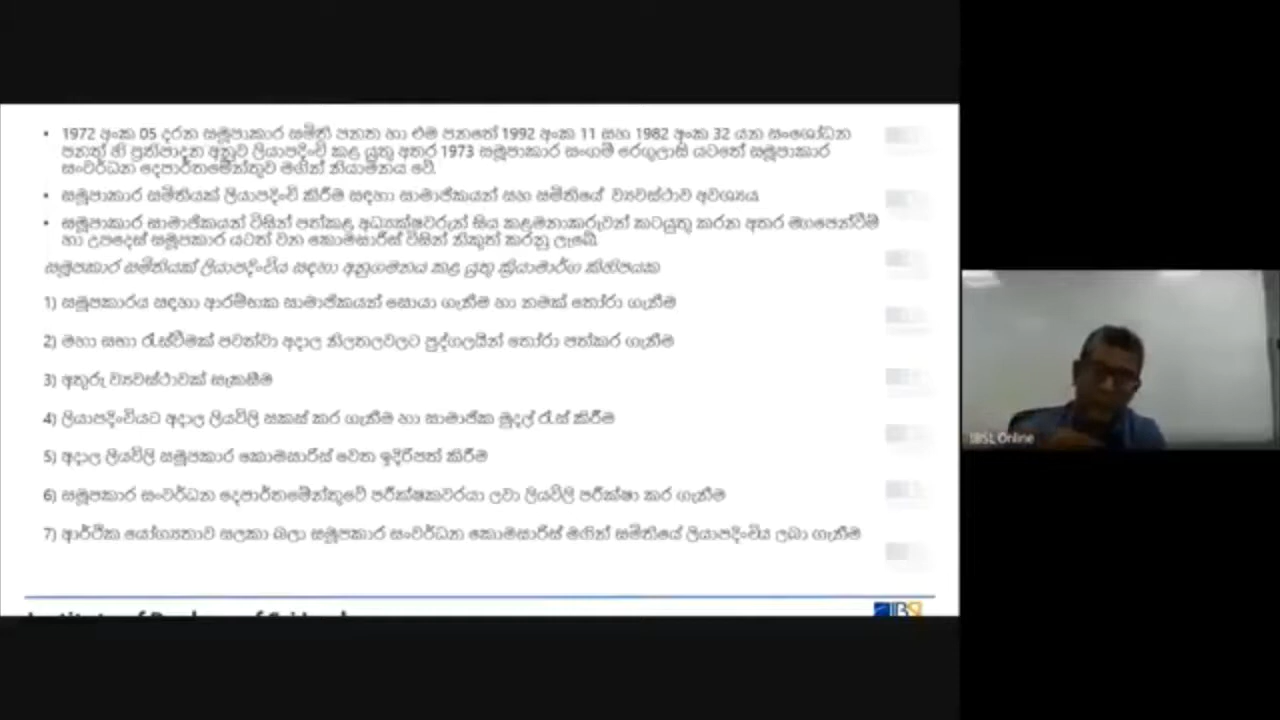 • 1972 අංක 05 දරන සමූපාකාර සමිති පනත හා එම පනතේ 1992 අංක 11 සහ 1982 අංක 32 යන සංශෝධන
පනත් හි ප්‍රතිපාදන අනුව ලියාපදිංචි කළ යුතු අතර 1973 සමූපාකාර සංගම් රෙගුලාසි යටතේ සමූපාකාර
සංවර්ධන දෙපාර්තමේන්තුව මගින් නියාමනය වේ.
• සමූපාකාර සමිතියක් ලියාපදිංචි කිරීම සඳහා සාමාජිකයන් සහ සමිතියේ ව්‍යවස්ථාව අවශ්‍යය.
• සමූපාකාර සාමාජිකයන් විසින් පත්කළ අධ්‍යක්ෂවරුන් සිය කළමනාකරුවන් කටයුතු කරන අතර මගපෙන්වීම්
හා උපදෙස් සමූපකාර යටත් වන කොමසාරිස් විසින් නිකුත් කරනු ලැබේ.
සමූපකාර සමිතියක් ලියාපදිංචිය සඳහා අනුගමනය කළ යුතු ක්‍රියාමාර්ග කිහිපයක
1) සමූපකාරය සඳහා ආරම්භක සාමාජිකයන් සොයා ගැනීම හා නමක් තෝරා ගැනීම
2) මහා සභා රැස්වීමක් පවත්වා අදාල නිලතලවලට පුද්ගලයින් තෝරා පත්කර ගැනීම
3) අතුරු ව්‍යවස්ථාවක් සැකසීම
4) ලියාපදිංචියට අදාල ලියවිලි සකස් කර ගැනීම හා සාමාජික මුදල් රැස් කිරීම
5) අදාල ලියවිලි සමූපකාර කොමසාරිස් වෙත ඉදිරිපත් කිරීම
6) සමූපකාර සංවර්ධන දෙපාර්තමේන්තුවේ පරීක්ෂකවරයා ලවා ලියවිලි පරීක්ෂා කර ගැනීම
7) ආර්ථික යෝග්‍යතාව සලකා බලා සමූපකාර සංවර්ධන කොමසාරිස් මගින් සමිතියේ ලියාපදිංචිය ලබා ගැනීම
IBSL Online